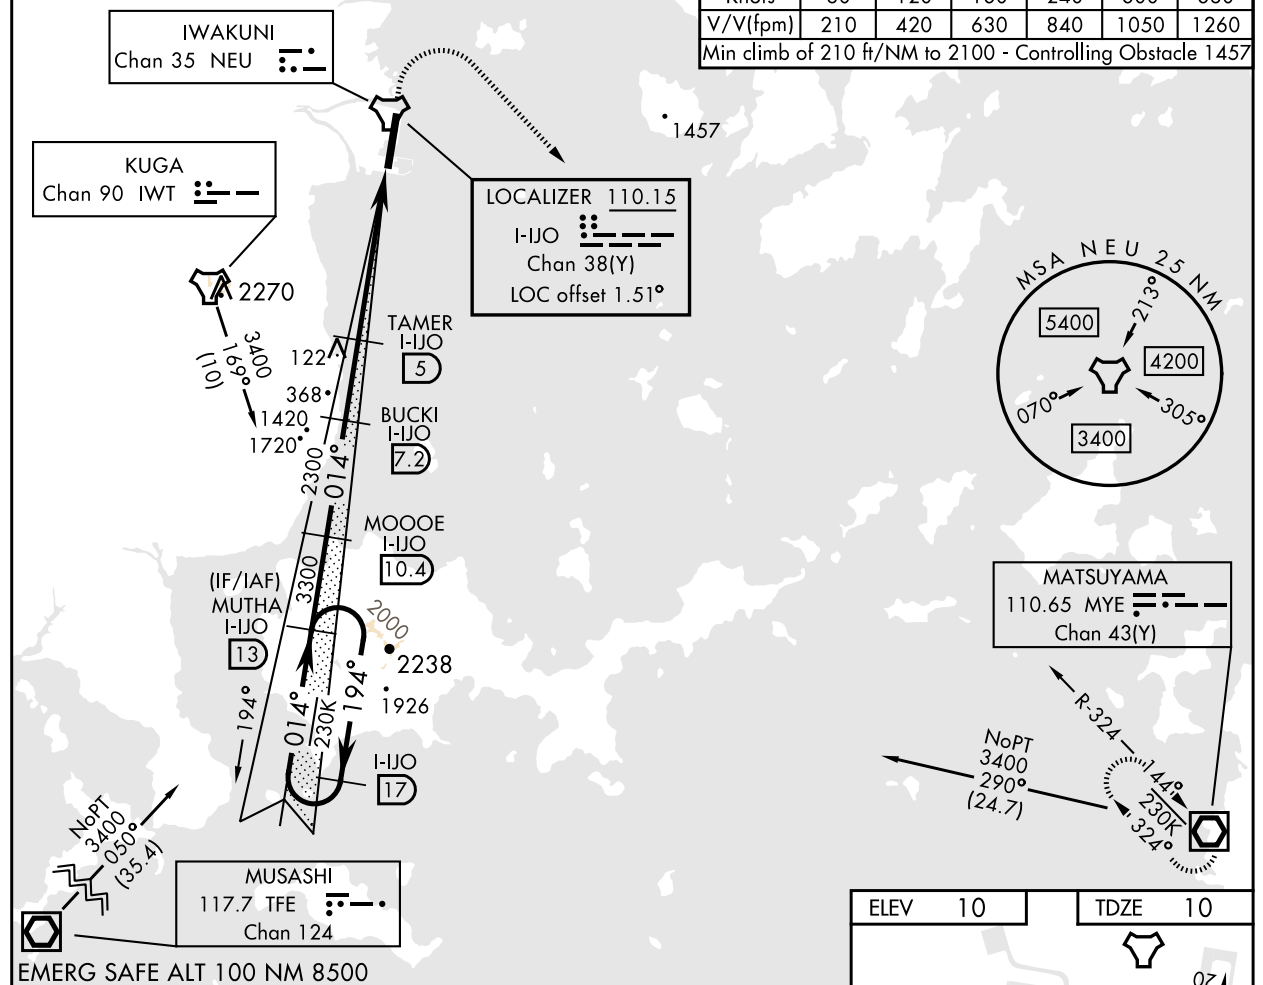 V/V(fpm) 210 420 630 840 1050 1260
Min climb of 210 ft/NM to 2100 - Controlling Obstacle 1457
IWAKUNI
Chan 35 NEU
1457
KUGA
Chan 90 IWT
LOCALIZER 110.15
I-IJO
Chan 38(Y)
LOC offset 1.51°
MSA NEU 25 NM
213°
5400
4200
070°
305°
3400
2270
3400
169°
(10)
TAMER
I-IJO
5
122
368
1420
1720
BUCKI
I-IJO
7.2
2300
014°
MOOOE
I-IJO
10.4
3300
(IF/IAF)
MUTHA
I-IJO
13
2000
2238
1926
194°
014°
230K
194°
I-IJO
17
MATSUYAMA
110.65 MYE
Chan 43(Y)
R-324
NoPT
3400
290°
(24.7)
144°
230K
324°
NoPT
3400
050°
(35.4)
MUSASHI
117.7 TFE
Chan 124
EMERG SAFE ALT 100 NM 8500
ELEV 10
TDZE 10
20